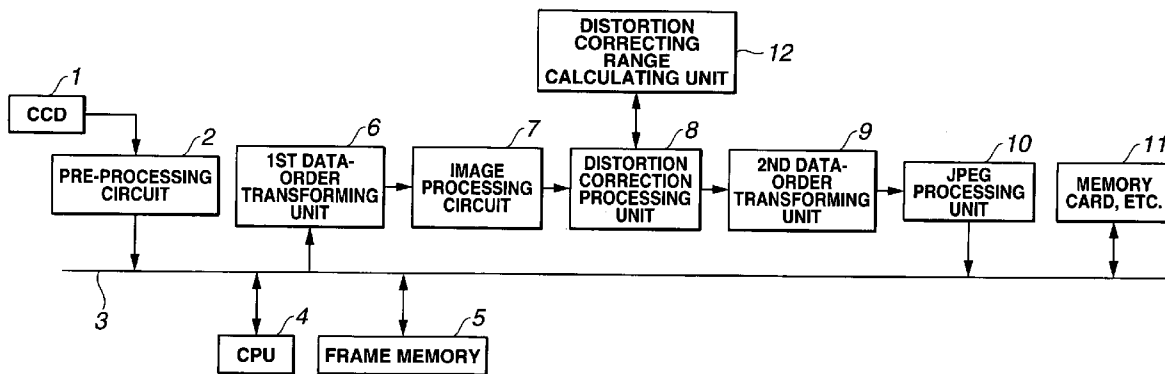 DISTORTION
CORRECTING
RANGE
CALCULATING UNIT
12
1
CCD
2
PRE-PROCESSING
CIRCUIT
6
1ST DATA-
ORDER
TRANSFORMING
UNIT
7
IMAGE
PROCESSING
CIRCUIT
8
DISTORTION
CORRECTION
PROCESSING
UNIT
9
2ND DATA-
ORDER
TRANSFORMING
UNIT
10
JPEG
PROCESSING
UNIT
11
MEMORY
CARD, ETC.
3
4
CPU
5
FRAME MEMORY